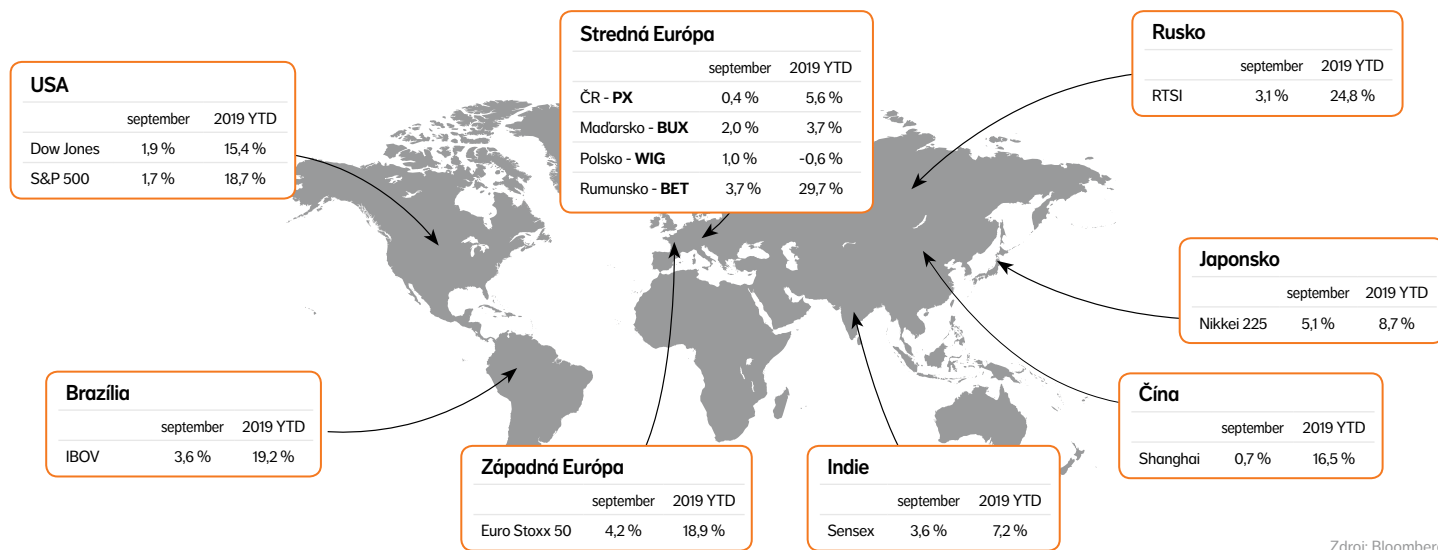 Stredná Európa
september 2019 YTD
ČR - PX 0,4 % 5,6 %
Maďarsko - BUX 2,0 % 3,7 %
Polsko - WIG 1,0 % -0,6 %
Rumunsko - BET 3,7 % 29,7 %
Rusko
september 2019 YTD
RTSI 3,1 % 24,8 %
USA
september 2019 YTD
Dow Jones 1,9 % 15,4 %
S&P 500 1,7 % 18,7 %
Japonsko
september 2019 YTD
Nikkei 225 5,1 % 8,7 %
Brazília
september 2019 YTD
IBOV 3,6 % 19,2 %
Čína
september 2019 YTD
Shanghai 0,7 % 16,5 %
Západná Európa
september 2019 YTD
Euro Stoxx 50 4,2 % 18,9 %
Indie
september 2019 YTD
Sensex 3,6 % 7,2 %
Zdroj: Bloomberg